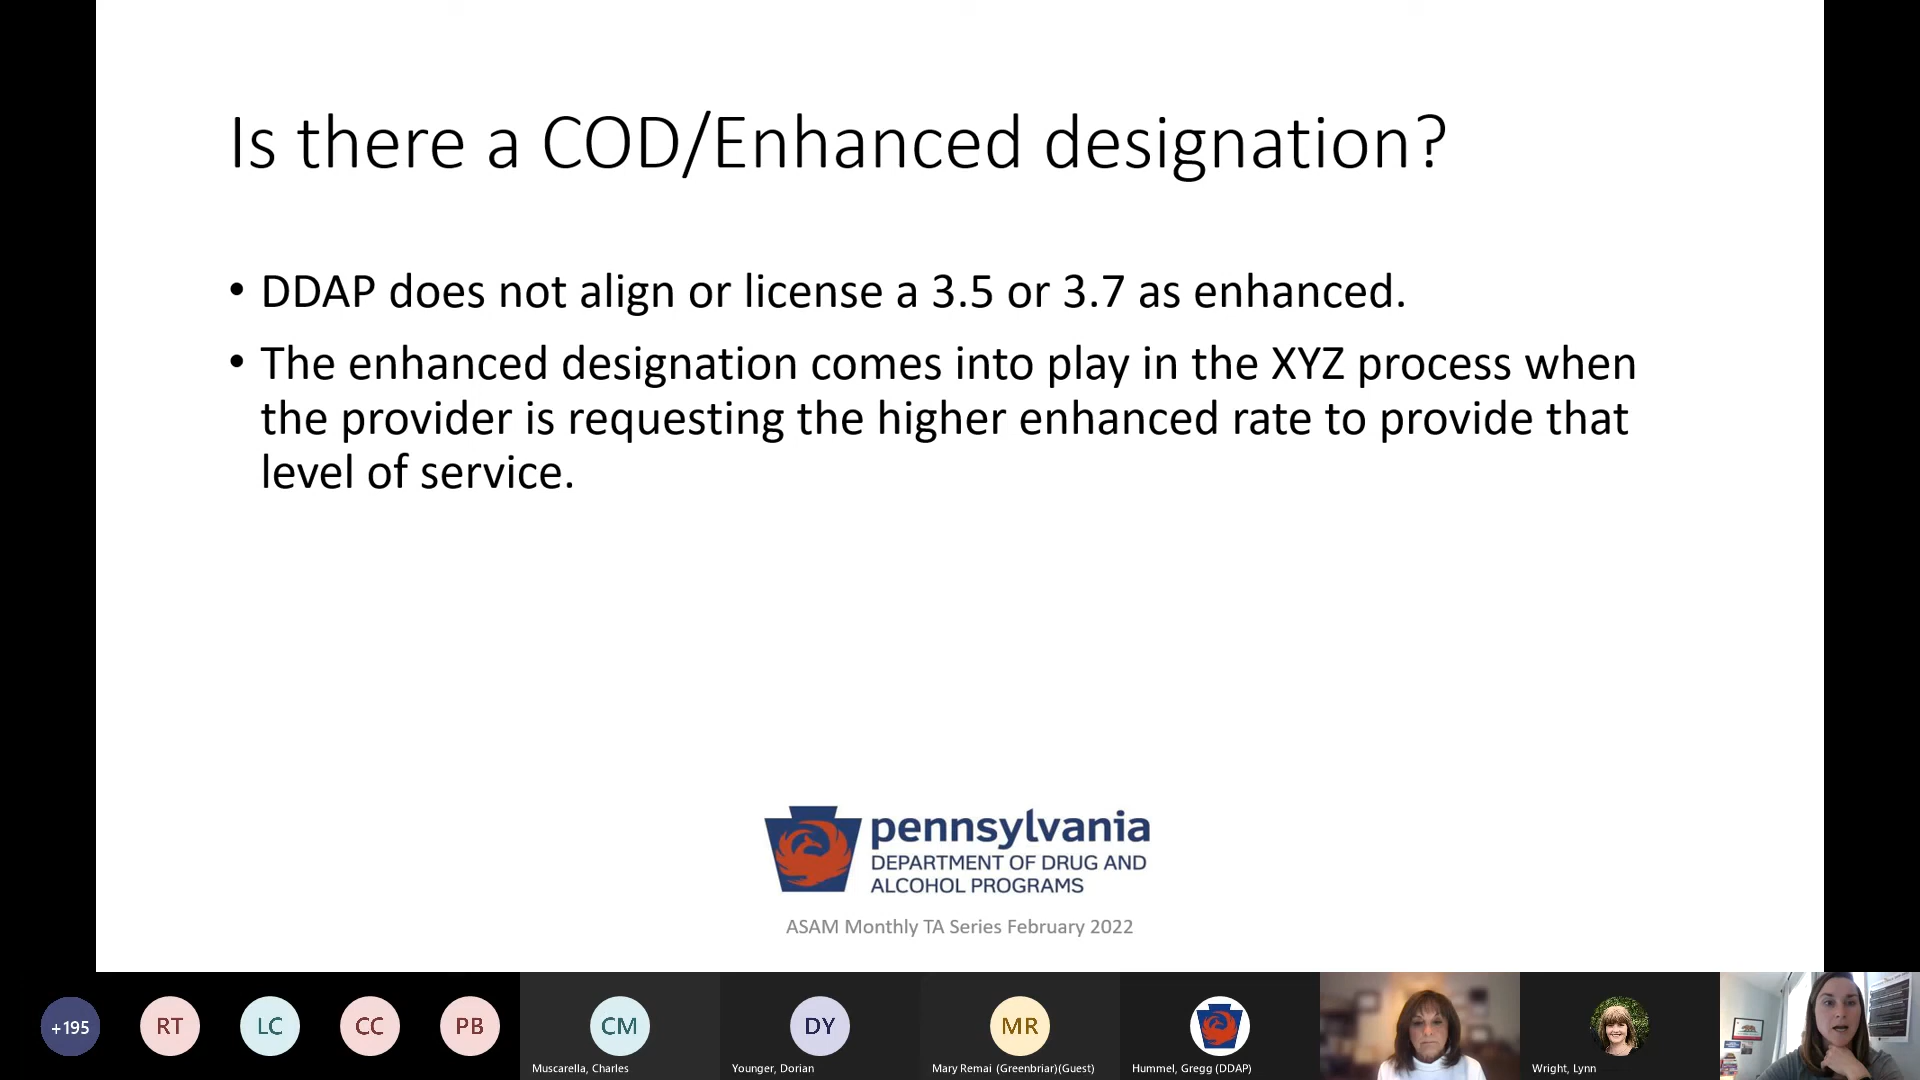 Is there a COD/Enhanced designation?
• DDAP does not align or license a 3.5 or 3.7 as enhanced.
• The enhanced designation comes into play in the XYZ process when
the provider is requesting the higher enhanced rate to provide that
level of service.
pennsylvania
DEPARTMENT OF DRUG AND
ALCOHOL PROGRAMS
ASAM Monthly TA Series February 2022
+195
RT
LC
CC
PB
CM
DY
MR
Muscarella, Charles
Younger, Dorian
Mary Remai (Greenbriar)(Guest)
Hummel, Gregg (DDAP)
Wright, Lynn